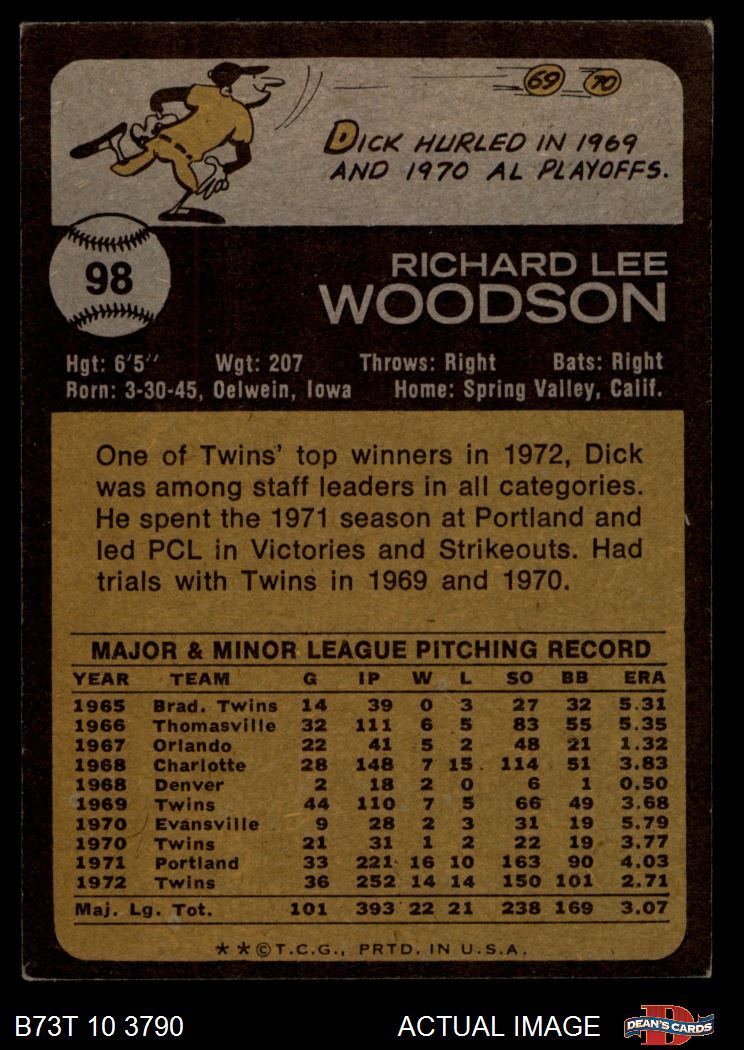 69 70
DICK HURLED IN 1969
AND 1970 AL PLAYOFFS.
98
RICHARD LEE
WOODSON
Hgt: 6'5" Wgt: 207 Throws: Right Bats: Right
Born: 3-30-45, Oelwein, Iowa Home: Spring Valley, Calif.
One of Twins' top winners in 1972, Dick
was among staff leaders in all categories.
He spent the 1971 season at Portland and
led PCL in Victories and Strikeouts. Had
trials with Twins in 1969 and 1970.
MAJOR & MINOR LEAGUE PITCHING RECORD
YEAR TEAM G IP W L SO BB ERA
1965 Brad. Twins 14 39 0 3 27 32 5.31
1966 Thomasville 32 111 6 5 83 55 5.35
1967 Orlando 22 41 5 2 48 21 1.32
1968 Charlotte 28 148 7 15 114 51 3.83
1968 Denver 2 18 2 0 6 1 0.50
1969 Twins 44 110 7 5 66 49 3.68
1970 Evansville 9 28 2 3 31 19 5.79
1970 Twins 21 31 1 2 22 19 3.77
1971 Portland 33 221 16 10 163 90 4.03
1972 Twins 36 252 14 14 150 101 2.71
Maj. Lg. Tot. 101 393 22 21 238 169 3.07
**©T.C.G., PRTD. IN U.S.A.
B73T 10 3790 ACTUAL IMAGE D DEAN'S CARDS